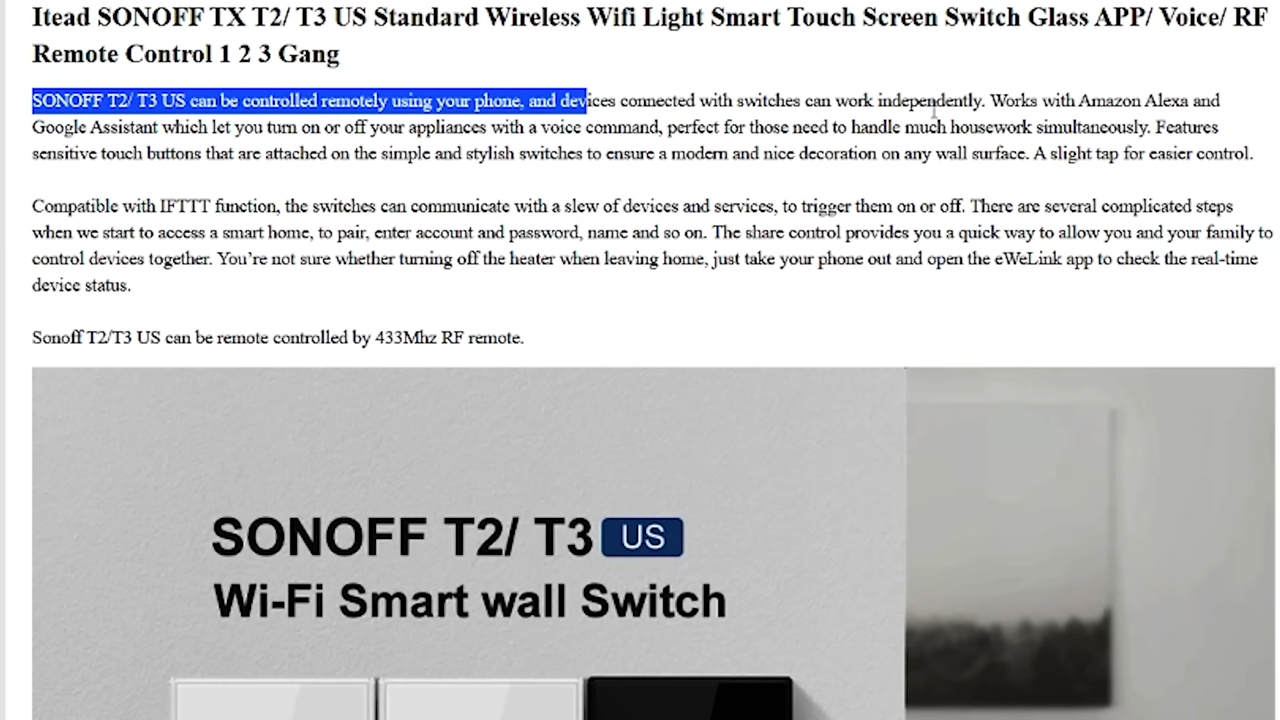 Itead SONOFF TX T2/ T3 US Standard Wireless Wifi Light Smart Touch Screen Switch Glass APP/ Voice/ RF
Remote Control 1 2 3 Gang
SONOFF T2/ T3 US can be controlled remotely using your phone, and devices connected with switches can work independently. Works with Amazon Alexa and
Google Assistant which let you turn on or off your appliances with a voice command, perfect for those need to handle much housework simultaneously. Features
sensitive touch buttons that are attached on the simple and stylish switches to ensure a modern and nice decoration on any wall surface. A slight tap for easier control.
Compatible with IFTTT function, the switches can communicate with a slew of devices and services, to trigger them on or off. There are several complicated steps
when we start to access a smart home, to pair, enter account and password, name and so on. The share control provides you a quick way to allow you and your family to
control devices together. You’re not sure whether turning off the heater when leaving home, just take your phone out and open the eWeLink app to check the real-time
device status.
Sonoff T2/T3 US can be remote controlled by 433Mhz RF remote.
SONOFF T2/ T3 US
Wi-Fi Smart wall Switch